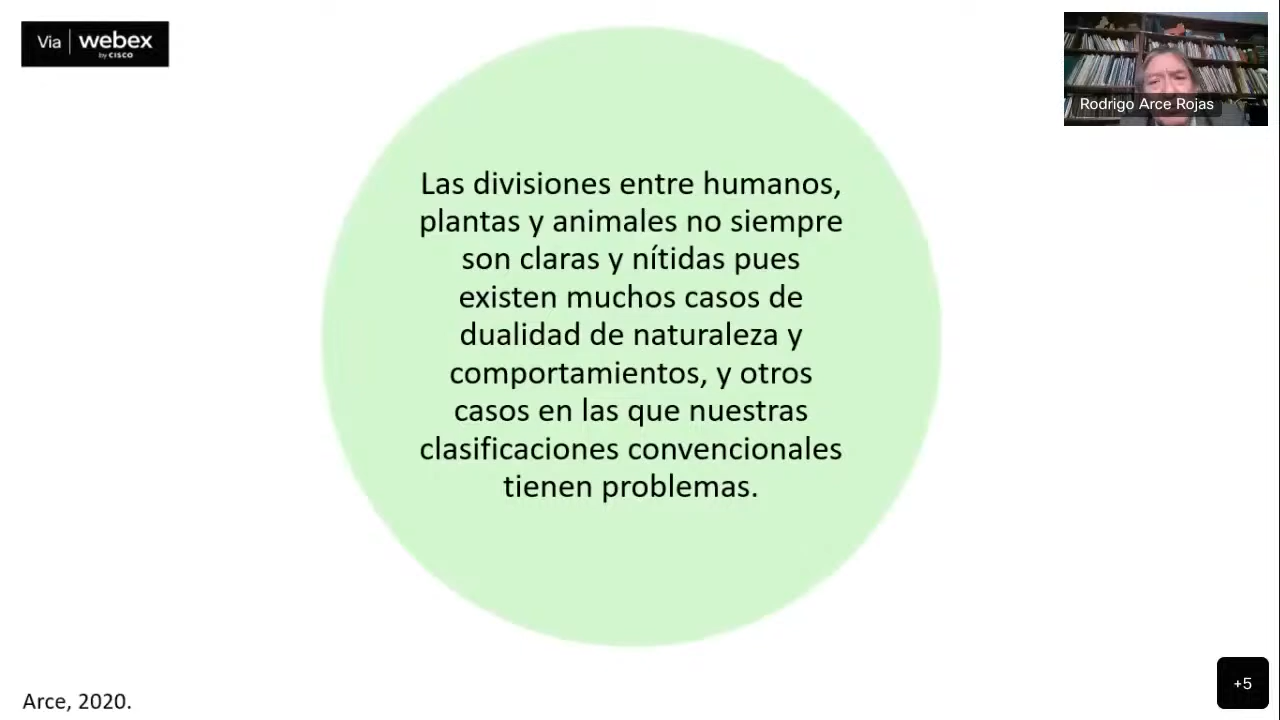 Via webex
by CISCO
Rodrigo Arce Rojas
Las divisiones entre humanos,
plantas y animales no siempre
son claras y nítidas pues
existen muchos casos de
dualidad de naturaleza y
comportamientos, y otros
casos en las que nuestras
clasificaciones convencionales
tienen problemas.
Arce, 2020.
+5